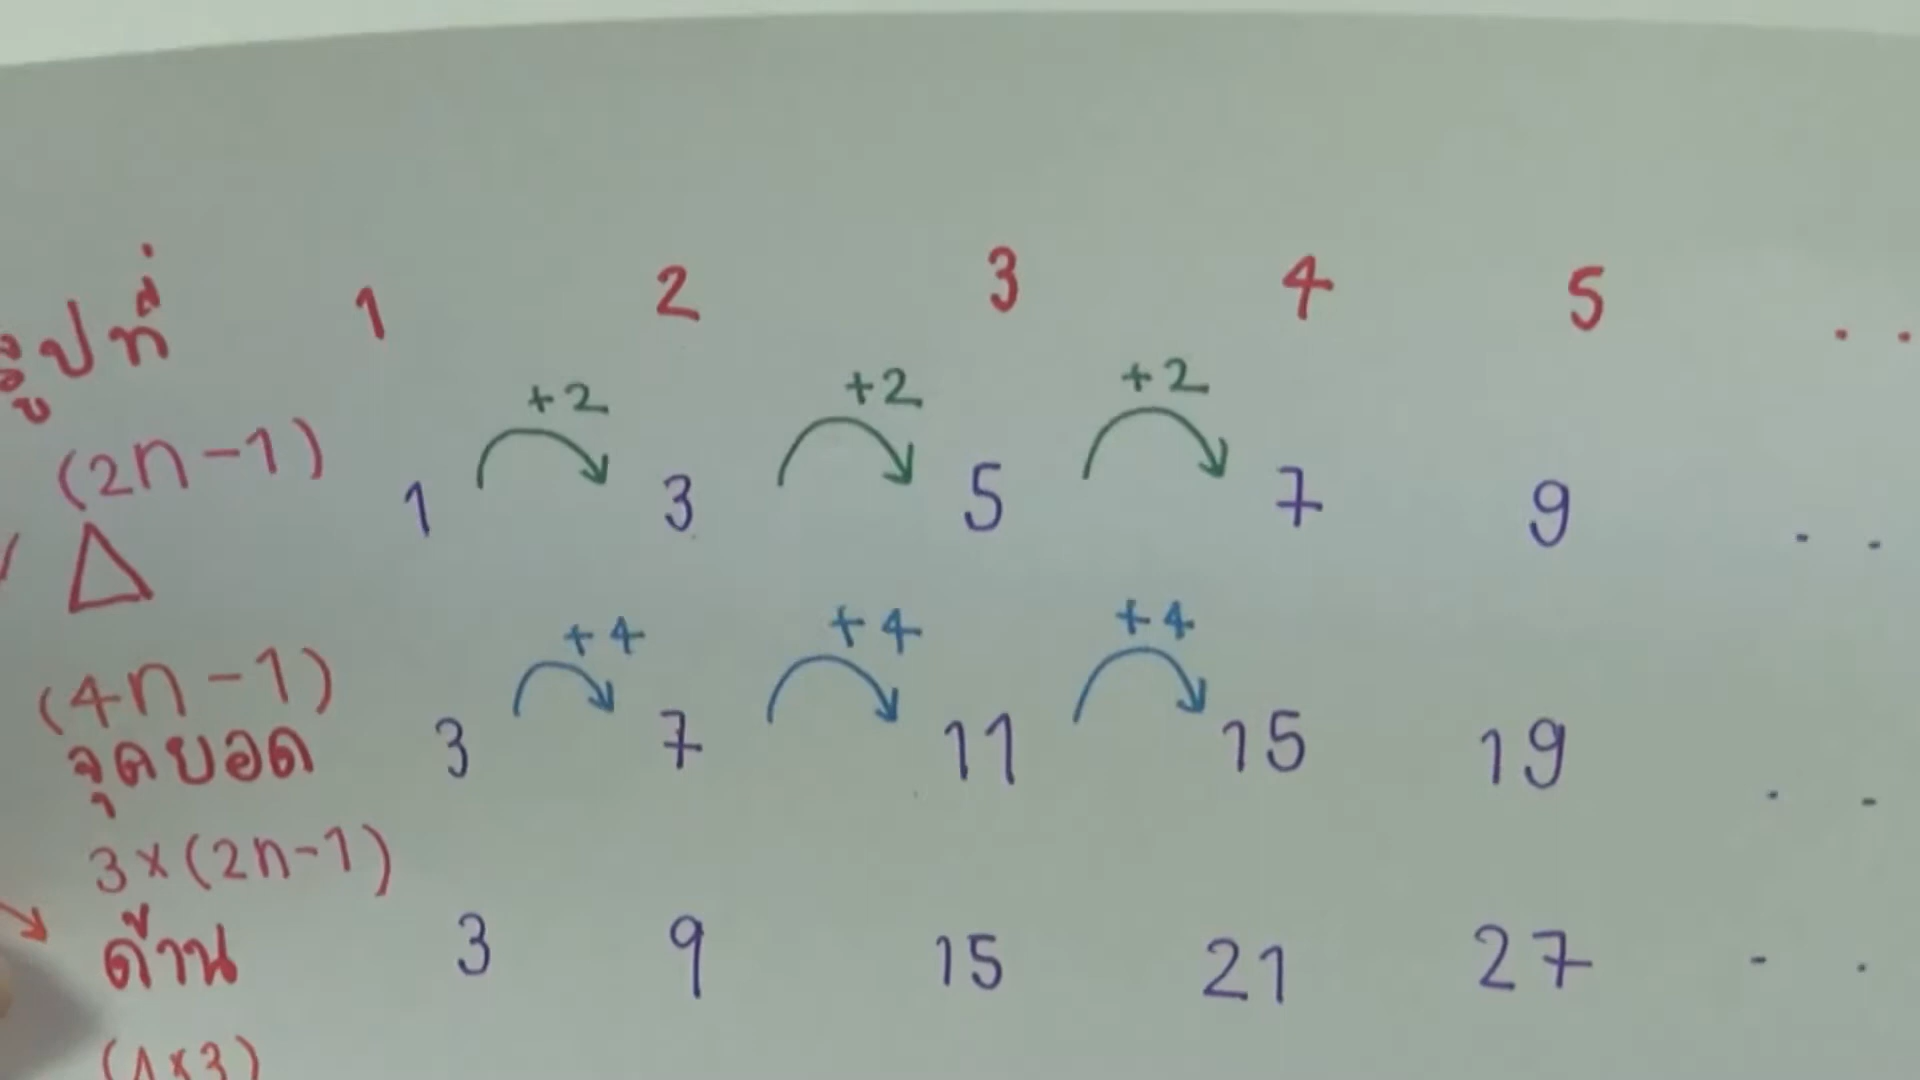 รูปที่ 1 2 3 4 5 . .
+2 +2 +2
(2n-1)
1 3 5 7 9 . .
△
+4 +4 +4
(4n-1)
จุดยอด 3 7 11 15 19 . .
3×(2n-1)
ด้าน 3 9 15 21 27 . .